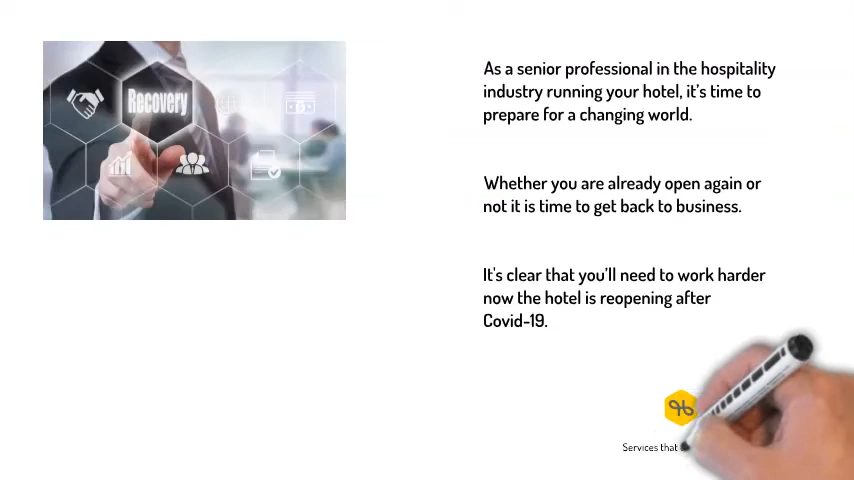 Recovery
As a senior professional in the hospitality
industry running your hotel, it’s time to
prepare for a changing world.
Whether you are already open again or
not it is time to get back to business.
It's clear that you’ll need to work harder
now the hotel is reopening after
Covid-19.
Services that